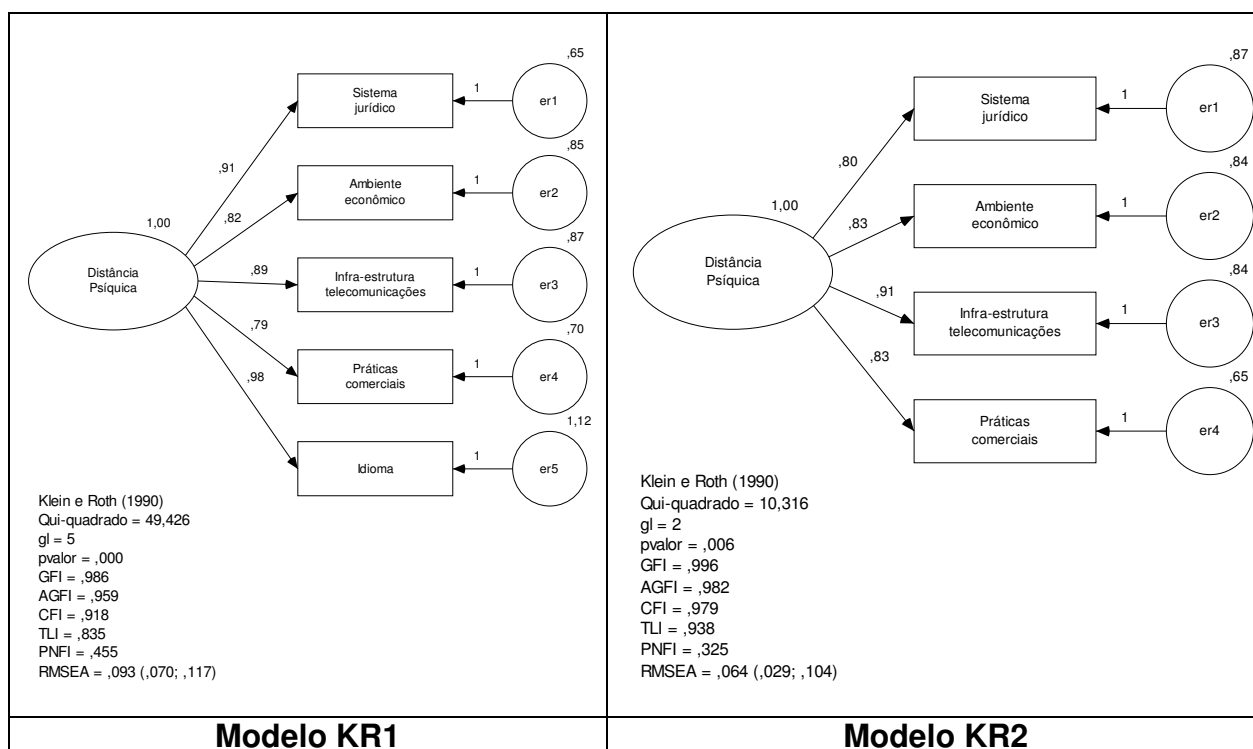 ,65
Sistema
jurídico
1
er1
,91
,85
Ambiente
econômico
1
er2
,82
1,00
,87
Distância
Psíquica
,89
Infra-estrutura
telecomunicações
1
er3
,79
,70
Práticas
comerciais
1
er4
,98
1,12
Idioma
1
er5
Klein e Roth (1990)
Qui-quadrado = 49,426
gl = 5
pvalor = ,000
GFI = ,986
AGFI = ,959
CFI = ,918
TLI = ,835
PNFI = ,455
RMSEA = ,093 (,070; ,117)
Modelo KR1
,87
Sistema
jurídico
1
er1
,80
,84
Ambiente
econômico
1
er2
1,00
,83
Distância
Psíquica
,84
,91
Infra-estrutura
telecomunicações
1
er3
,83
,65
Práticas
comerciais
1
er4
Klein e Roth (1990)
Qui-quadrado = 10,316
gl = 2
pvalor = ,006
GFI = ,996
AGFI = ,982
CFI = ,979
TLI = ,938
PNFI = ,325
RMSEA = ,064 (,029; ,104)
Modelo KR2